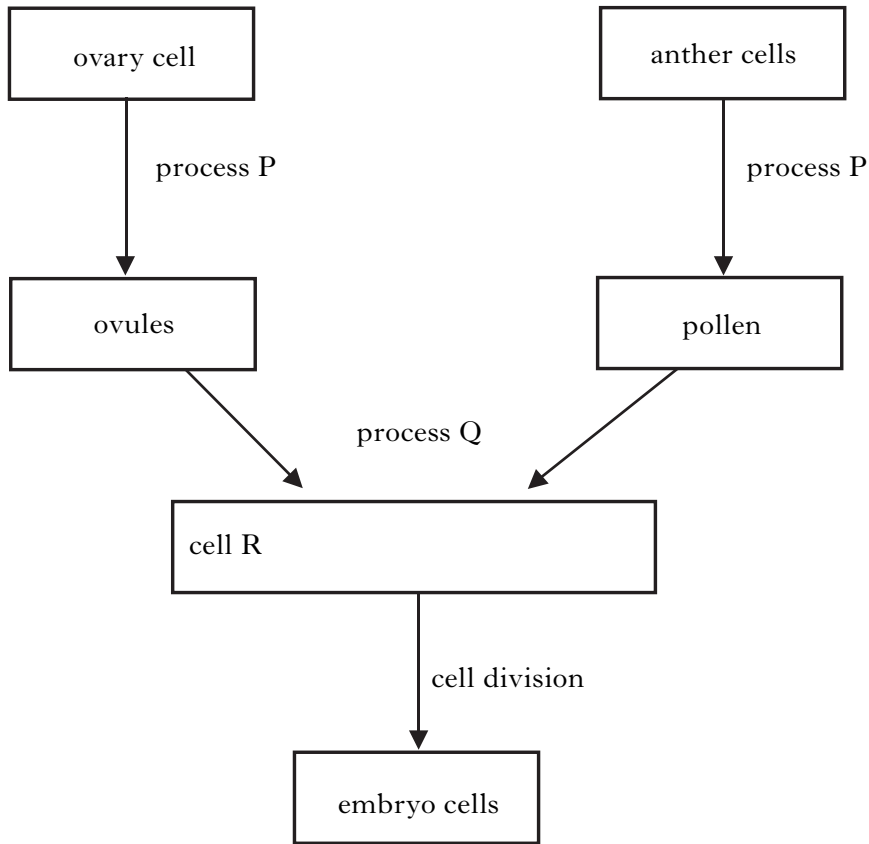 ovary cell
anther cells
process P
process P
ovules
pollen
process Q
cell R
cell division
embryo cells